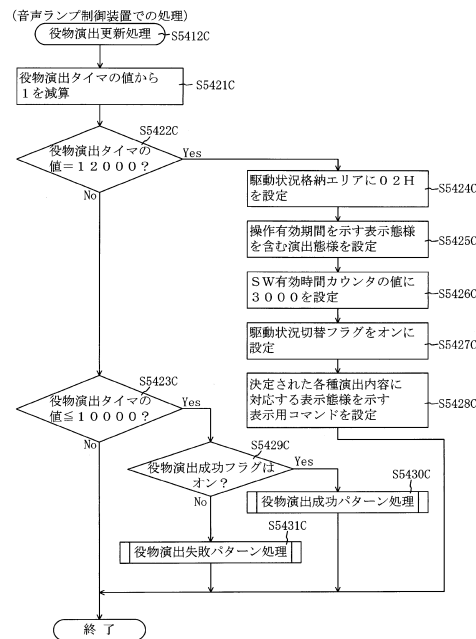 (音声ランプ制御装置での処理)
役物演出更新処理
S5412C
役物演出タイマの値から
1を減算
S5421C
S5422C
役物演出タイマの
値=12000?
Yes
No
駆動状況格納エリアに02H
を設定
S5424C
操作有効期間を示す表示態様
を含む演出態様を設定
S5425C
SW有効時間カウンタの値に
3000を設定
S5426C
駆動状況切替フラグをオンに
設定
S5427C
決定された各種演出内容に
対応する表示態様を示す
表示用コマンドを設定
S5428C
S5423C
役物演出タイマの
値≦10000?
Yes
No
S5429C
役物演出成功フラグは
オン?
Yes
No
S5430C
役物演出成功パターン処理
S5431C
役物演出失敗パターン処理
終了